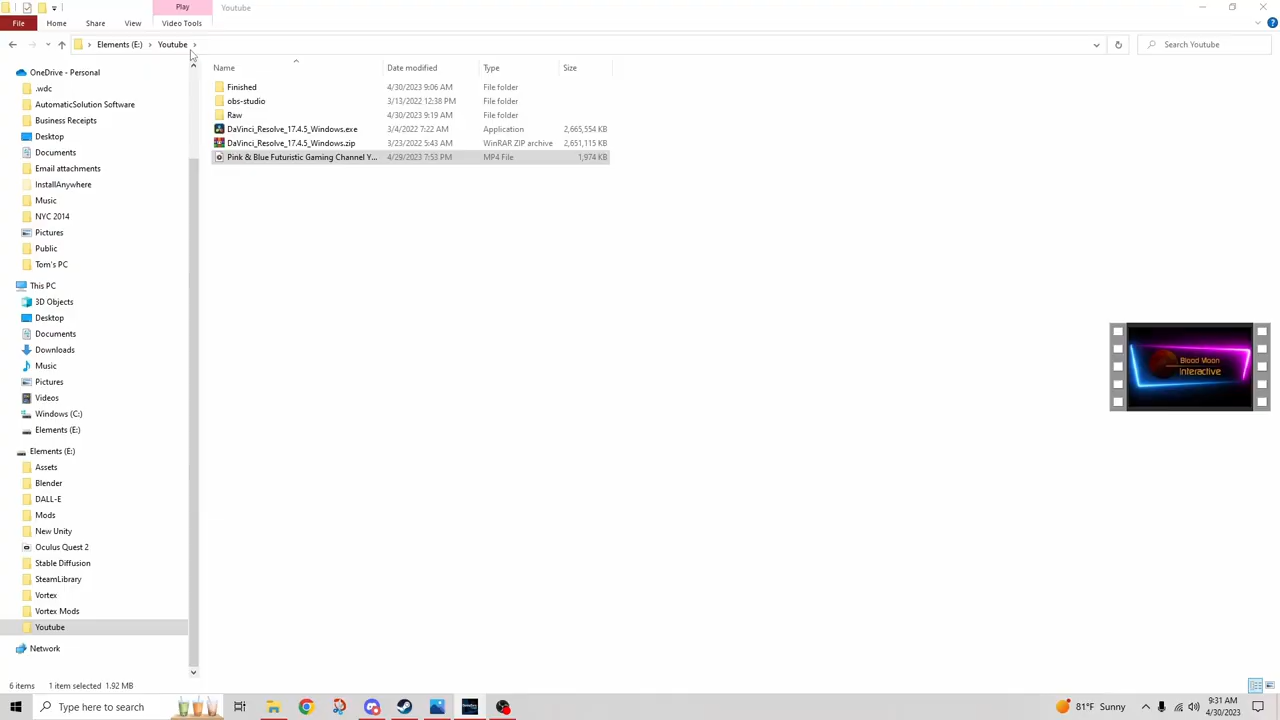 Play
Youtube
File
Home
Share
View
Video Tools
Elements (E:)
Youtube
Search Youtube
Name
Date modified
Type
Size
OneDrive - Personal
.wdc
AutomaticSolution Software
Business Receipts
Desktop
Documents
Email attachments
InstallAnywhere
Music
NYC 2014
Pictures
Public
Tom's PC
This PC
3D Objects
Desktop
Documents
Downloads
Music
Pictures
Videos
Windows (C:)
Elements (E:)
Elements (E:)
Assets
Blender
DALL-E
Mods
New Unity
Oculus Quest 2
Stable Diffusion
SteamLibrary
Vortex
Vortex Mods
Youtube
Network
Finished 4/30/2023 9:06 AM File folder
obs-studio 3/13/2022 12:38 PM File folder
Raw 4/30/2023 9:19 AM File folder
DaVinci_Resolve_17.4.5_Windows.exe 3/4/2022 7:22 AM Application 2,665,554 KB
DaVinci_Resolve_17.4.5_Windows.zip 3/23/2022 5:43 AM WinRAR ZIP archive 2,651,115 KB
Pink & Blue Futuristic Gaming Channel Y... 4/29/2023 7:53 PM MP4 File 1,974 KB
Blood Moon
Interactive
6 items 1 item selected 1.92 MB
Type here to search
81°F Sunny
9:31 AM
4/30/2023